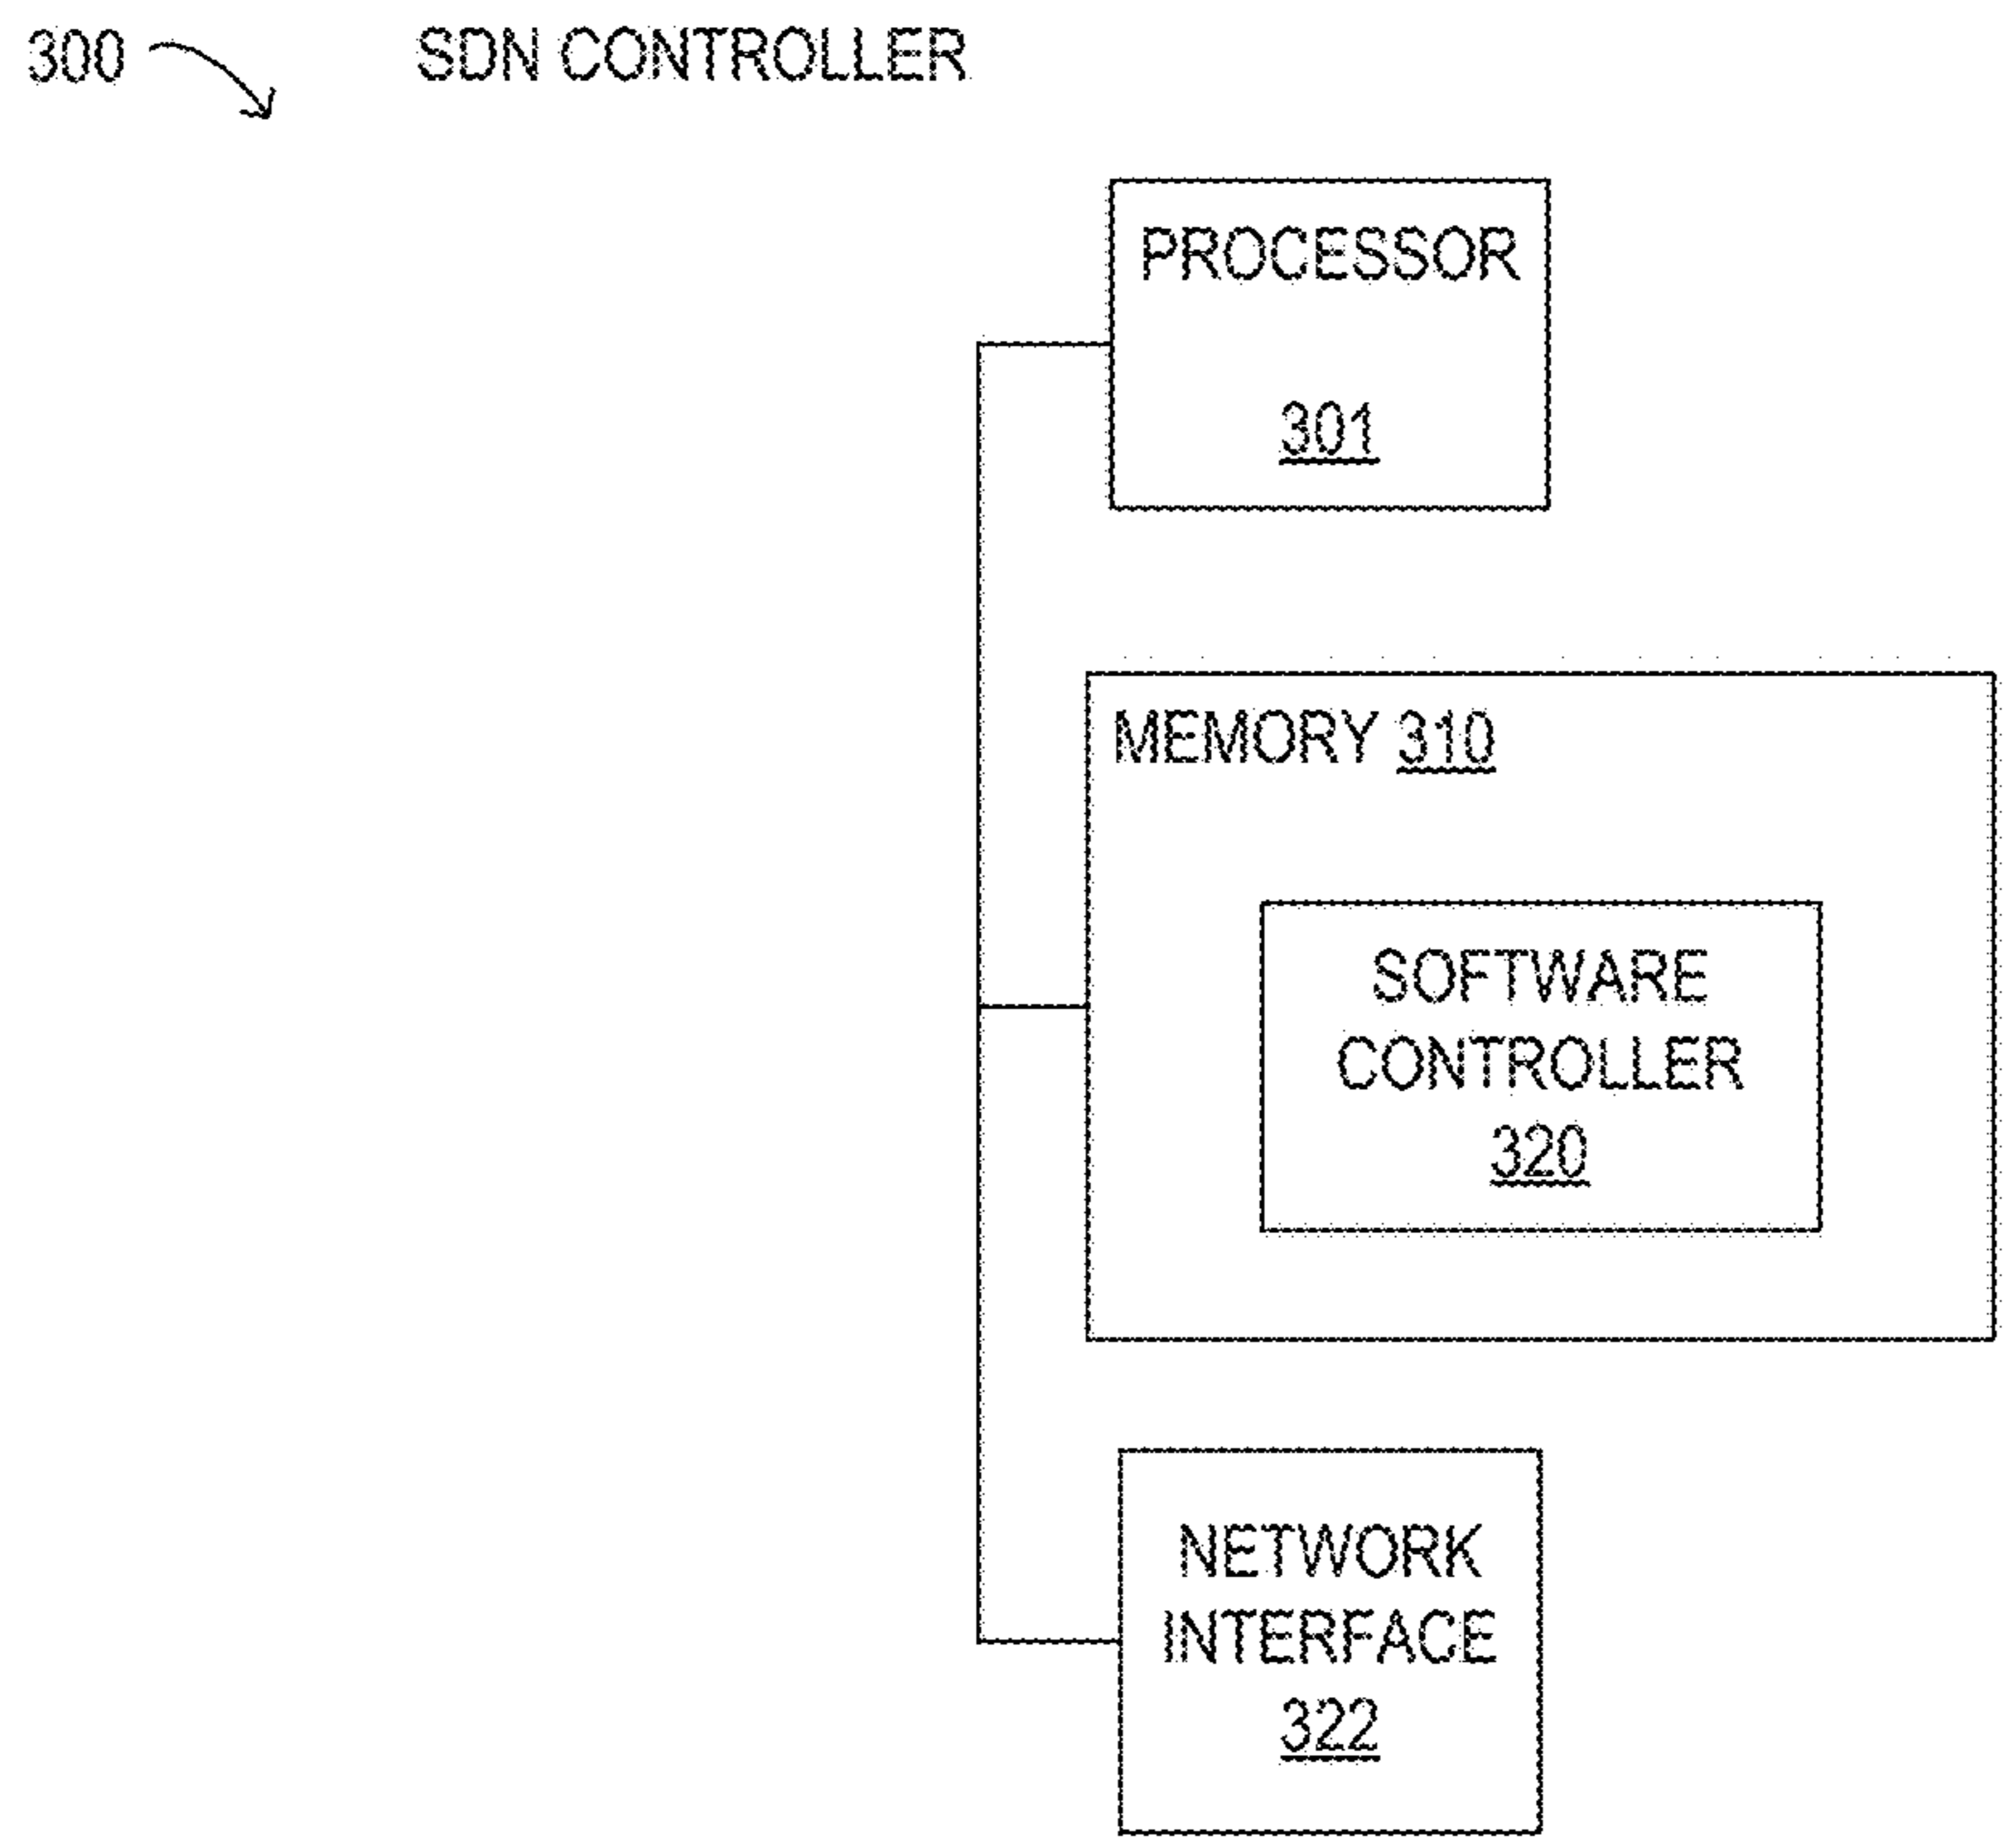 300 SDN CONTROLLER
PROCESSOR
301
MEMORY 310
SOFTWARE
CONTROLLER
320
NETWORK
INTERFACE
322